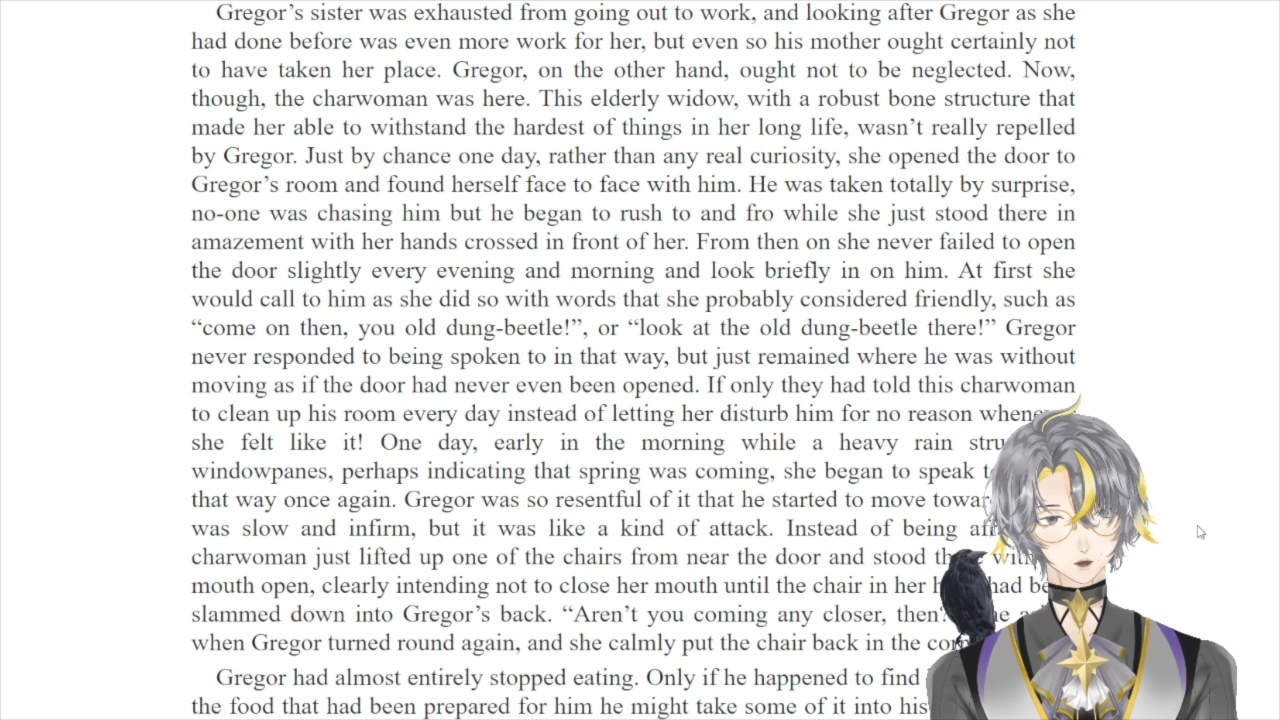 Gregor’s sister was exhausted from going out to work, and looking after Gregor as she
had done before was even more work for her, but even so his mother ought certainly not
to have taken her place. Gregor, on the other hand, ought not to be neglected. Now,
though, the charwoman was here. This elderly widow, with a robust bone structure that
made her able to withstand the hardest of things in her long life, wasn’t really repelled
by Gregor. Just by chance one day, rather than any real curiosity, she opened the door to
Gregor’s room and found herself face to face with him. He was taken totally by surprise,
no-one was chasing him but he began to rush to and fro while she just stood there in
amazement with her hands crossed in front of her. From then on she never failed to open
the door slightly every evening and morning and look briefly in on him. At first she
would call to him as she did so with words that she probably considered friendly, such as
“come on then, you old dung-beetle!”, or “look at the old dung-beetle there!” Gregor
never responded to being spoken to in that way, but just remained where he was without
moving as if the door had never even been opened. If only they had told this charwoman
to clean up his room every day instead of letting her disturb him for no reason
she felt like it! One day, early in the morning while a heavy rain
windowpanes, perhaps indicating that spring was coming, she began to speak
that way once again. Gregor was so resentful of it that he started to move
was slow and infirm, but it was like a kind of attack. Instead of being
charwoman just lifted up one of the chairs from near the door and stood
mouth open, clearly intending not to close her mouth until the chair in her had
slammed down into Gregor’s back. “Aren’t you coming any closer,
when Gregor turned round again, and she calmly put the chair back in the
Gregor had almost entirely stopped eating. Only if he happened to find
the food that had been prepared for him he might take some of it into his